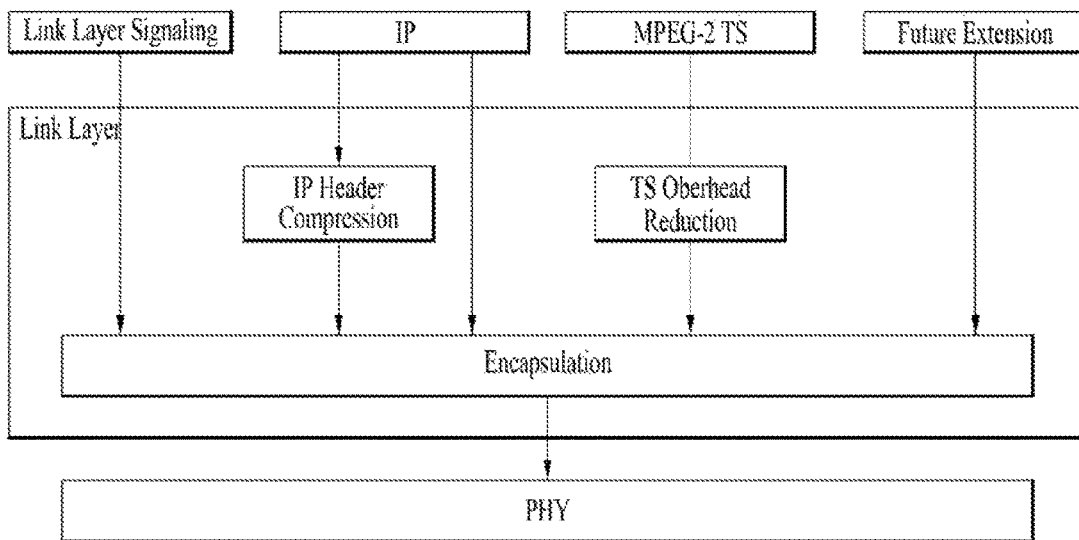 Link Layer Signaling
IP
MPEG-2 TS
Future Extension
Link Layer
IP Header
Compression
TS Oberhead
Reduction
Encapsulation
PHY